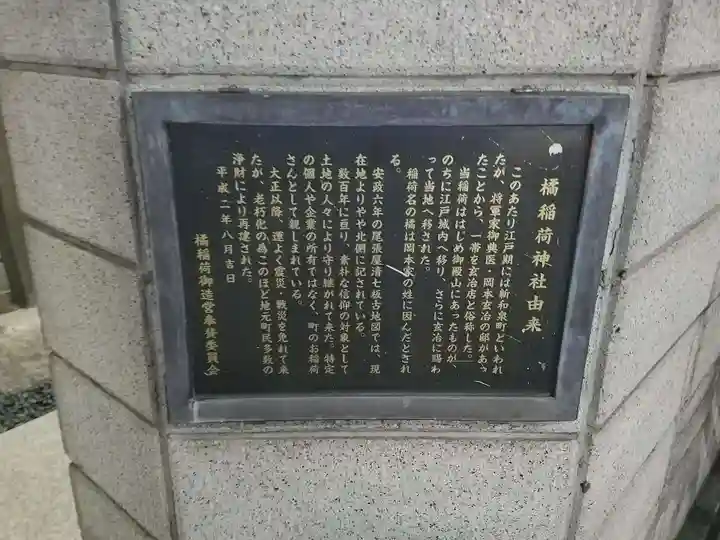 橘稲荷神社由来
このあたり江戸期には新和泉町といわれ
たが、将軍家御典医・岡本玄冶の邸があっ
たことから、一帯を玄冶店と俗称した。
当稲荷ははじめ御殿山にあったものが、
のちに江戸城内へ移り、さらに玄冶に賜わ
って当地へ移された。
稲荷名の橘は岡本家の姓に因んだとされ
る。
安政六年の尾張屋清七板古地図では、現
在地よりやや北側に記されている。
数百年に亘り、素朴な信仰の対象として
土地の人々により守り継がれて来た。特定
の個人や企業の所有ではなく、町のお稲荷
さんとして親しまれている。
大正以降、運よく震災、戦災を免れて来
たが、老朽化の為このほど地元町民多数の
浄財により再建された。
平成二年八月吉日
橘稲荷御造営奉賛委員会